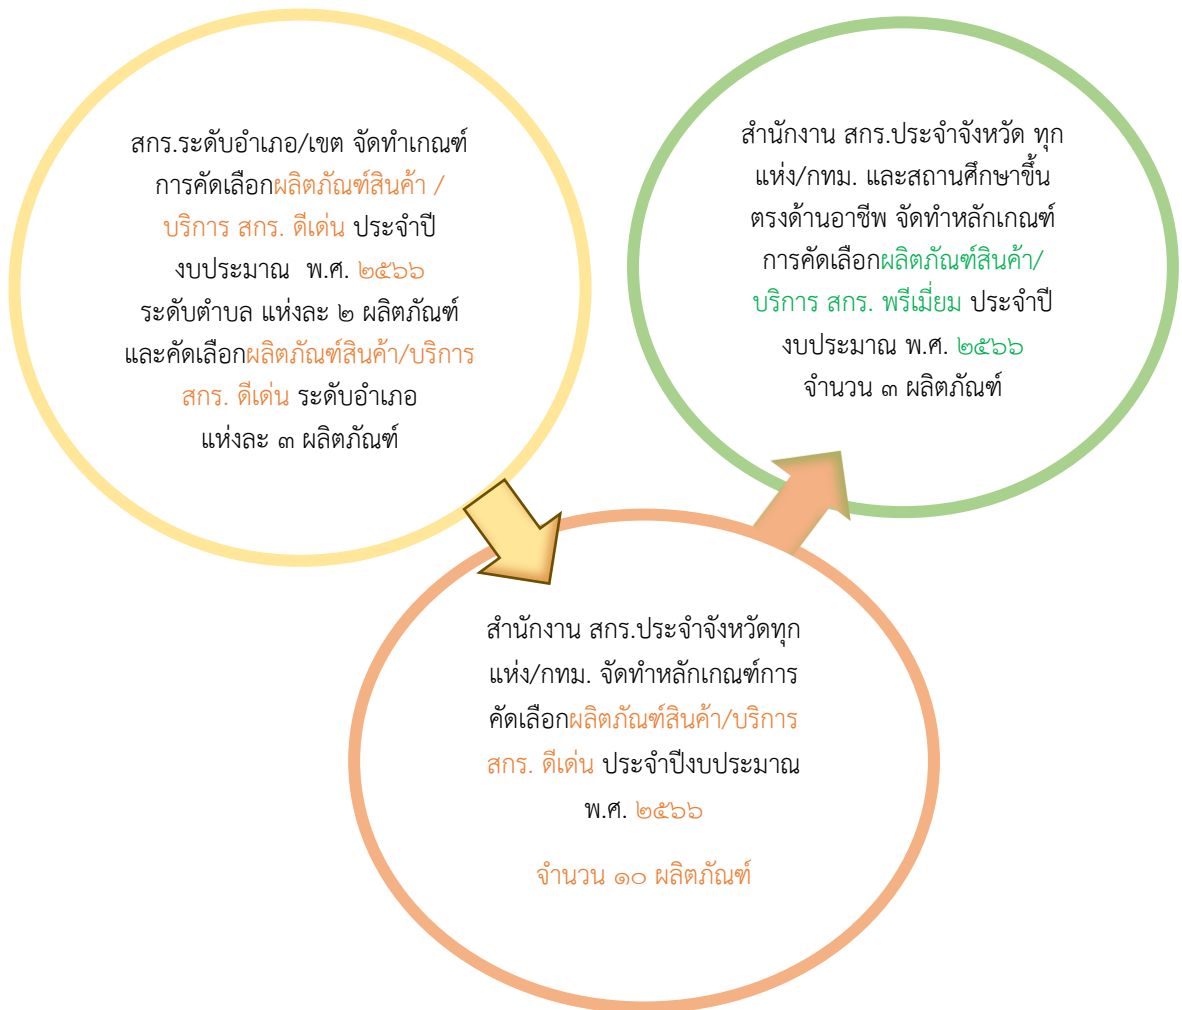 สกร.ระดับอำเภอ/เขต จัดทำเกณฑ์
การคัดเลือกผลิตภัณฑ์สินค้า /
บริการ สกร. ดีเด่น ประจำปี
งบประมาณ  พ.ศ. ๒๕๖๖
ระดับตำบล แห่งละ ๒ ผลิตภัณฑ์
และคัดเลือกผลิตภัณฑ์สินค้า/บริการ
สกร. ดีเด่น ระดับอำเภอ
แห่งละ ๓ ผลิตภัณฑ์
สำนักงาน สกร.ประจำจังหวัดทุก
แห่ง/กทม. จัดทำหลักเกณฑ์การ
คัดเลือกผลิตภัณฑ์สินค้า/บริการ
สกร. ดีเด่น ประจำปีงบประมาณ
พ.ศ. ๒๕๖๖
จำนวน ๑๐ ผลิตภัณฑ์
สำนักงาน สกร.ประจำจังหวัด ทุก
แห่ง/กทม. และสถานศึกษาขึ้น
ตรงด้านอาชีพ จัดทำหลักเกณฑ์
การคัดเลือกผลิตภัณฑ์สินค้า/
บริการ สกร. พรีเมี่ยม ประจำปี
งบประมาณ พ.ศ. ๒๕๖๖
จำนวน ๓ ผลิตภัณฑ์